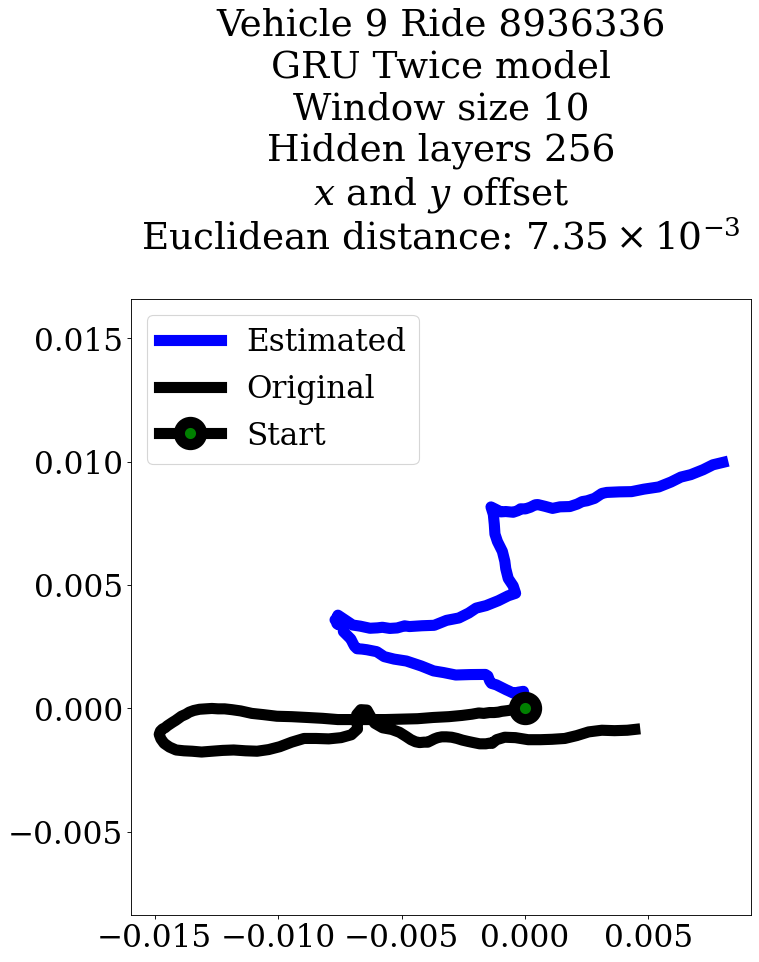 Vehicle 9 Ride 8936336
GRU Twice model
Window size 10
Hidden layers 256
x and y offset
Euclidean distance: 7.35 × 10⁻³
Estimated
Original
Start
0.015
0.010
0.005
0.000
−0.005
−0.015 −0.010 −0.005 0.000 0.005